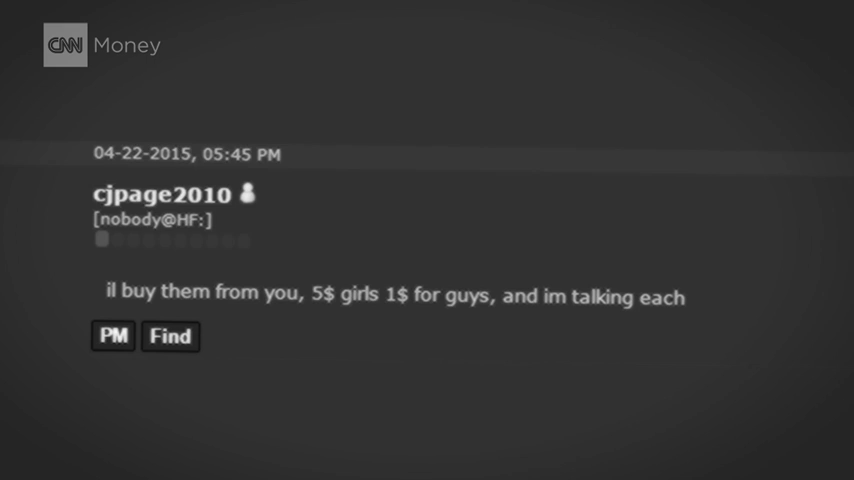 CNN Money
04-22-2015, 05:45 PM
cjpage2010
[nobody@HF:]
il buy them from you, 5$ girls 1$ for guys, and im talking each
PM Find